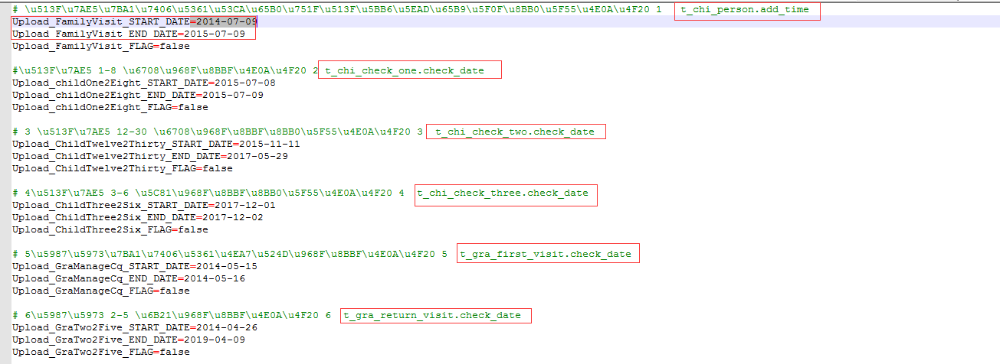 # \u513F\u7AE5\u7BA1\u7406\u5361\u53CA\u65B0\u751F\u513F\u5BB6\u5EAD\u65B9\u5F0F\u8BB0\u5F55\u4E0A\u4F20 1 t_chi_person.add_time
Upload_FamilyVisit_START_DATE=2014-07-09
Upload_FamilyVisit_END_DATE=2015-07-09
Upload_FamilyVisit_FLAG=false
#\u513F\u7AE5 1-8 \u6708\u968F\u8BBF\u4E0A\u4F20 2 t_chi_check_one.check_date
Upload_childOne2Eight_START_DATE=2015-07-08
Upload_childOne2Eight_END_DATE=2015-07-09
Upload_childOne2Eight_FLAG=false
# 3 \u513F\u7AE5 12-30 \u6708\u968F\u8BBF\u8BB0\u5F55\u4E0A\u4F20 3 t_chi_check_two.check_date
Upload_ChildTwelve2Thirty_START_DATE=2015-11-11
Upload_ChildTwelve2Thirty_END_DATE=2017-05-29
Upload_ChildTwelve2Thirty_FLAG=false
# 4\u513F\u7AE5 3-6 \u5C81\u968F\u8BBF\u8BB0\u5F55\u4E0A\u4F20 4 t_chi_check_three.check_date
Upload_ChildThree2Six_START_DATE=2017-12-01
Upload_ChildThree2Six_END_DATE=2017-12-02
Upload_ChildThree2Six_FLAG=false
# 5\u5987\u5973\u7BA1\u7406\u5361\u4EA7\u524D\u968F\u8BBF\u4E0A\u4F20 5 t_gra_first_visit.check_date
Upload_GraManageCq_START_DATE=2014-05-15
Upload_GraManageCq_END_DATE=2014-05-16
Upload_GraManageCq_FLAG=false
# 6\u5987\u5973 2-5 \u6B21\u968F\u8BBF\u4E0A\u4F20 6 t_gra_return_visit.check_date
Upload_GraTwo2Five_START_DATE=2014-04-26
Upload_GraTwo2Five_END_DATE=2019-04-09
Upload_GraTwo2Five_FLAG=false